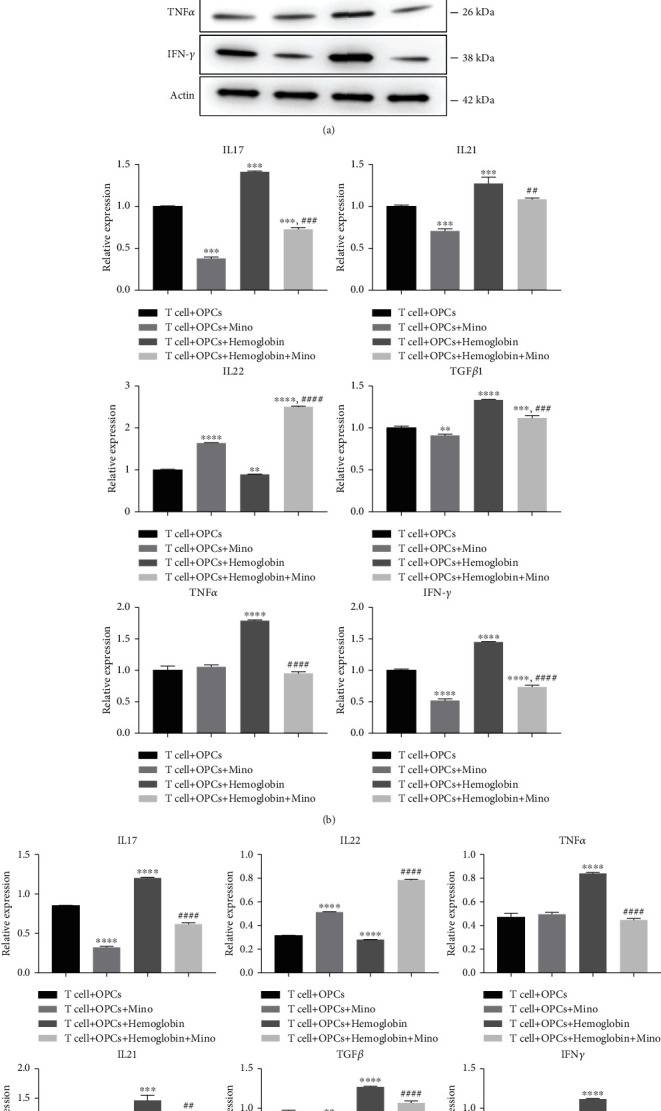 TNFα
— 26 kDa
IFN-γ
— 38 kDa
Actin
— 42 kDa
(a)
IL17
Relative expression
1.5
1.0
0.5
0.0
***
***
***, ###
T cell+OPCs
T cell+OPCs+Mino
T cell+OPCs+Hemoglobin
T cell+OPCs+Hemoglobin+Mino
IL21
Relative expression
1.5
1.0
0.5
0.0
***
***
##
T cell+OPCs
T cell+OPCs+Mino
T cell+OPCs+Hemoglobin
T cell+OPCs+Hemoglobin+Mino
IL22
Relative expression
3
2
1
0
****
**
****, ####
T cell+OPCs
T cell+OPCs+Mino
T cell+OPCs+Hemoglobin
T cell+OPCs+Hemoglobin+Mino
TGFβ1
Relative expression
1.5
1.0
0.5
0.0
**
****
***, ###
T cell+OPCs
T cell+OPCs+Mino
T cell+OPCs+Hemoglobin
T cell+OPCs+Hemoglobin+Mino
TNFα
Relative expression
2.0
1.5
1.0
0.5
0.0
****
####
T cell+OPCs
T cell+OPCs+Mino
T cell+OPCs+Hemoglobin
T cell+OPCs+Hemoglobin+Mino
IFN-γ
Relative expression
2.0
1.5
1.0
0.5
0.0
****
****
****, ####
T cell+OPCs
T cell+OPCs+Mino
T cell+OPCs+Hemoglobin
T cell+OPCs+Hemoglobin+Mino
(b)
IL17
Relative expression
1.5
1.0
0.5
0.0
****
****
####
T cell+OPCs
T cell+OPCs+Mino
T cell+OPCs+Hemoglobin
T cell+OPCs+Hemoglobin+Mino
IL22
Relative expression
1.0
0.8
0.6
0.4
0.2
0.0
****
****
####
T cell+OPCs
T cell+OPCs+Mino
T cell+OPCs+Hemoglobin
T cell+OPCs+Hemoglobin+Mino
TNFα
Relative expression
1.0
0.8
0.6
0.4
0.2
0.0
****
####
T cell+OPCs
T cell+OPCs+Mino
T cell+OPCs+Hemoglobin
T cell+OPCs+Hemoglobin+Mino
IL21
2.0
1.5
***
##
TGFβ
1.5
1.0
**
****
####
IFNγ
1.5
1.0
****